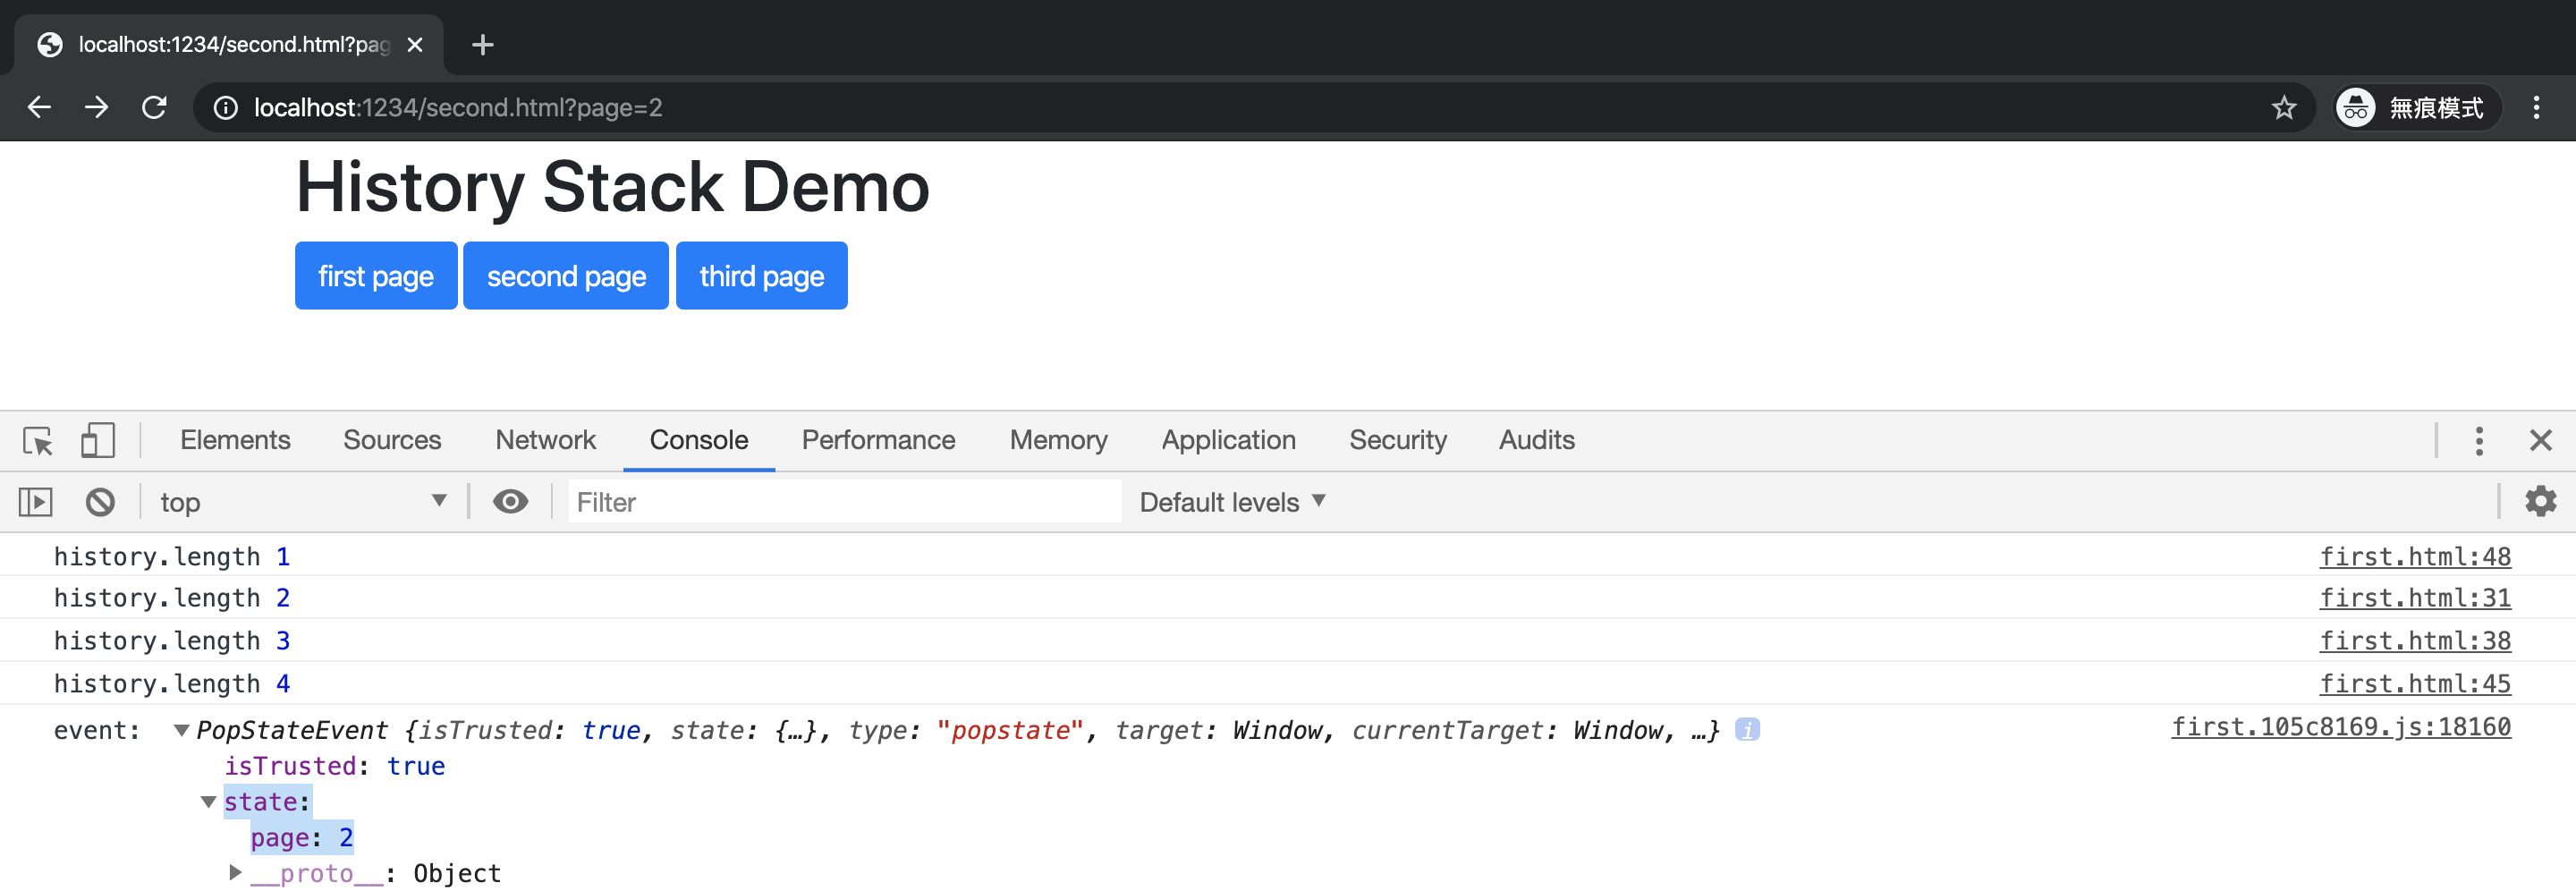 localhost:1234/second.html?pag
localhost:1234/second.html?page=2 無痕模式
History Stack Demo
first page second page third page
Elements Sources Network Console Performance Memory Application Security Audits
top Filter Default levels
history.length 1 first.html:48
history.length 2 first.html:31
history.length 3 first.html:38
history.length 4 first.html:45
event: PopStateEvent {isTrusted: true, state: {…}, type: "popstate", target: Window, currentTarget: Window, …} i first.105c8169.js:18160
isTrusted: true
state:
page: 2
__proto__: Object